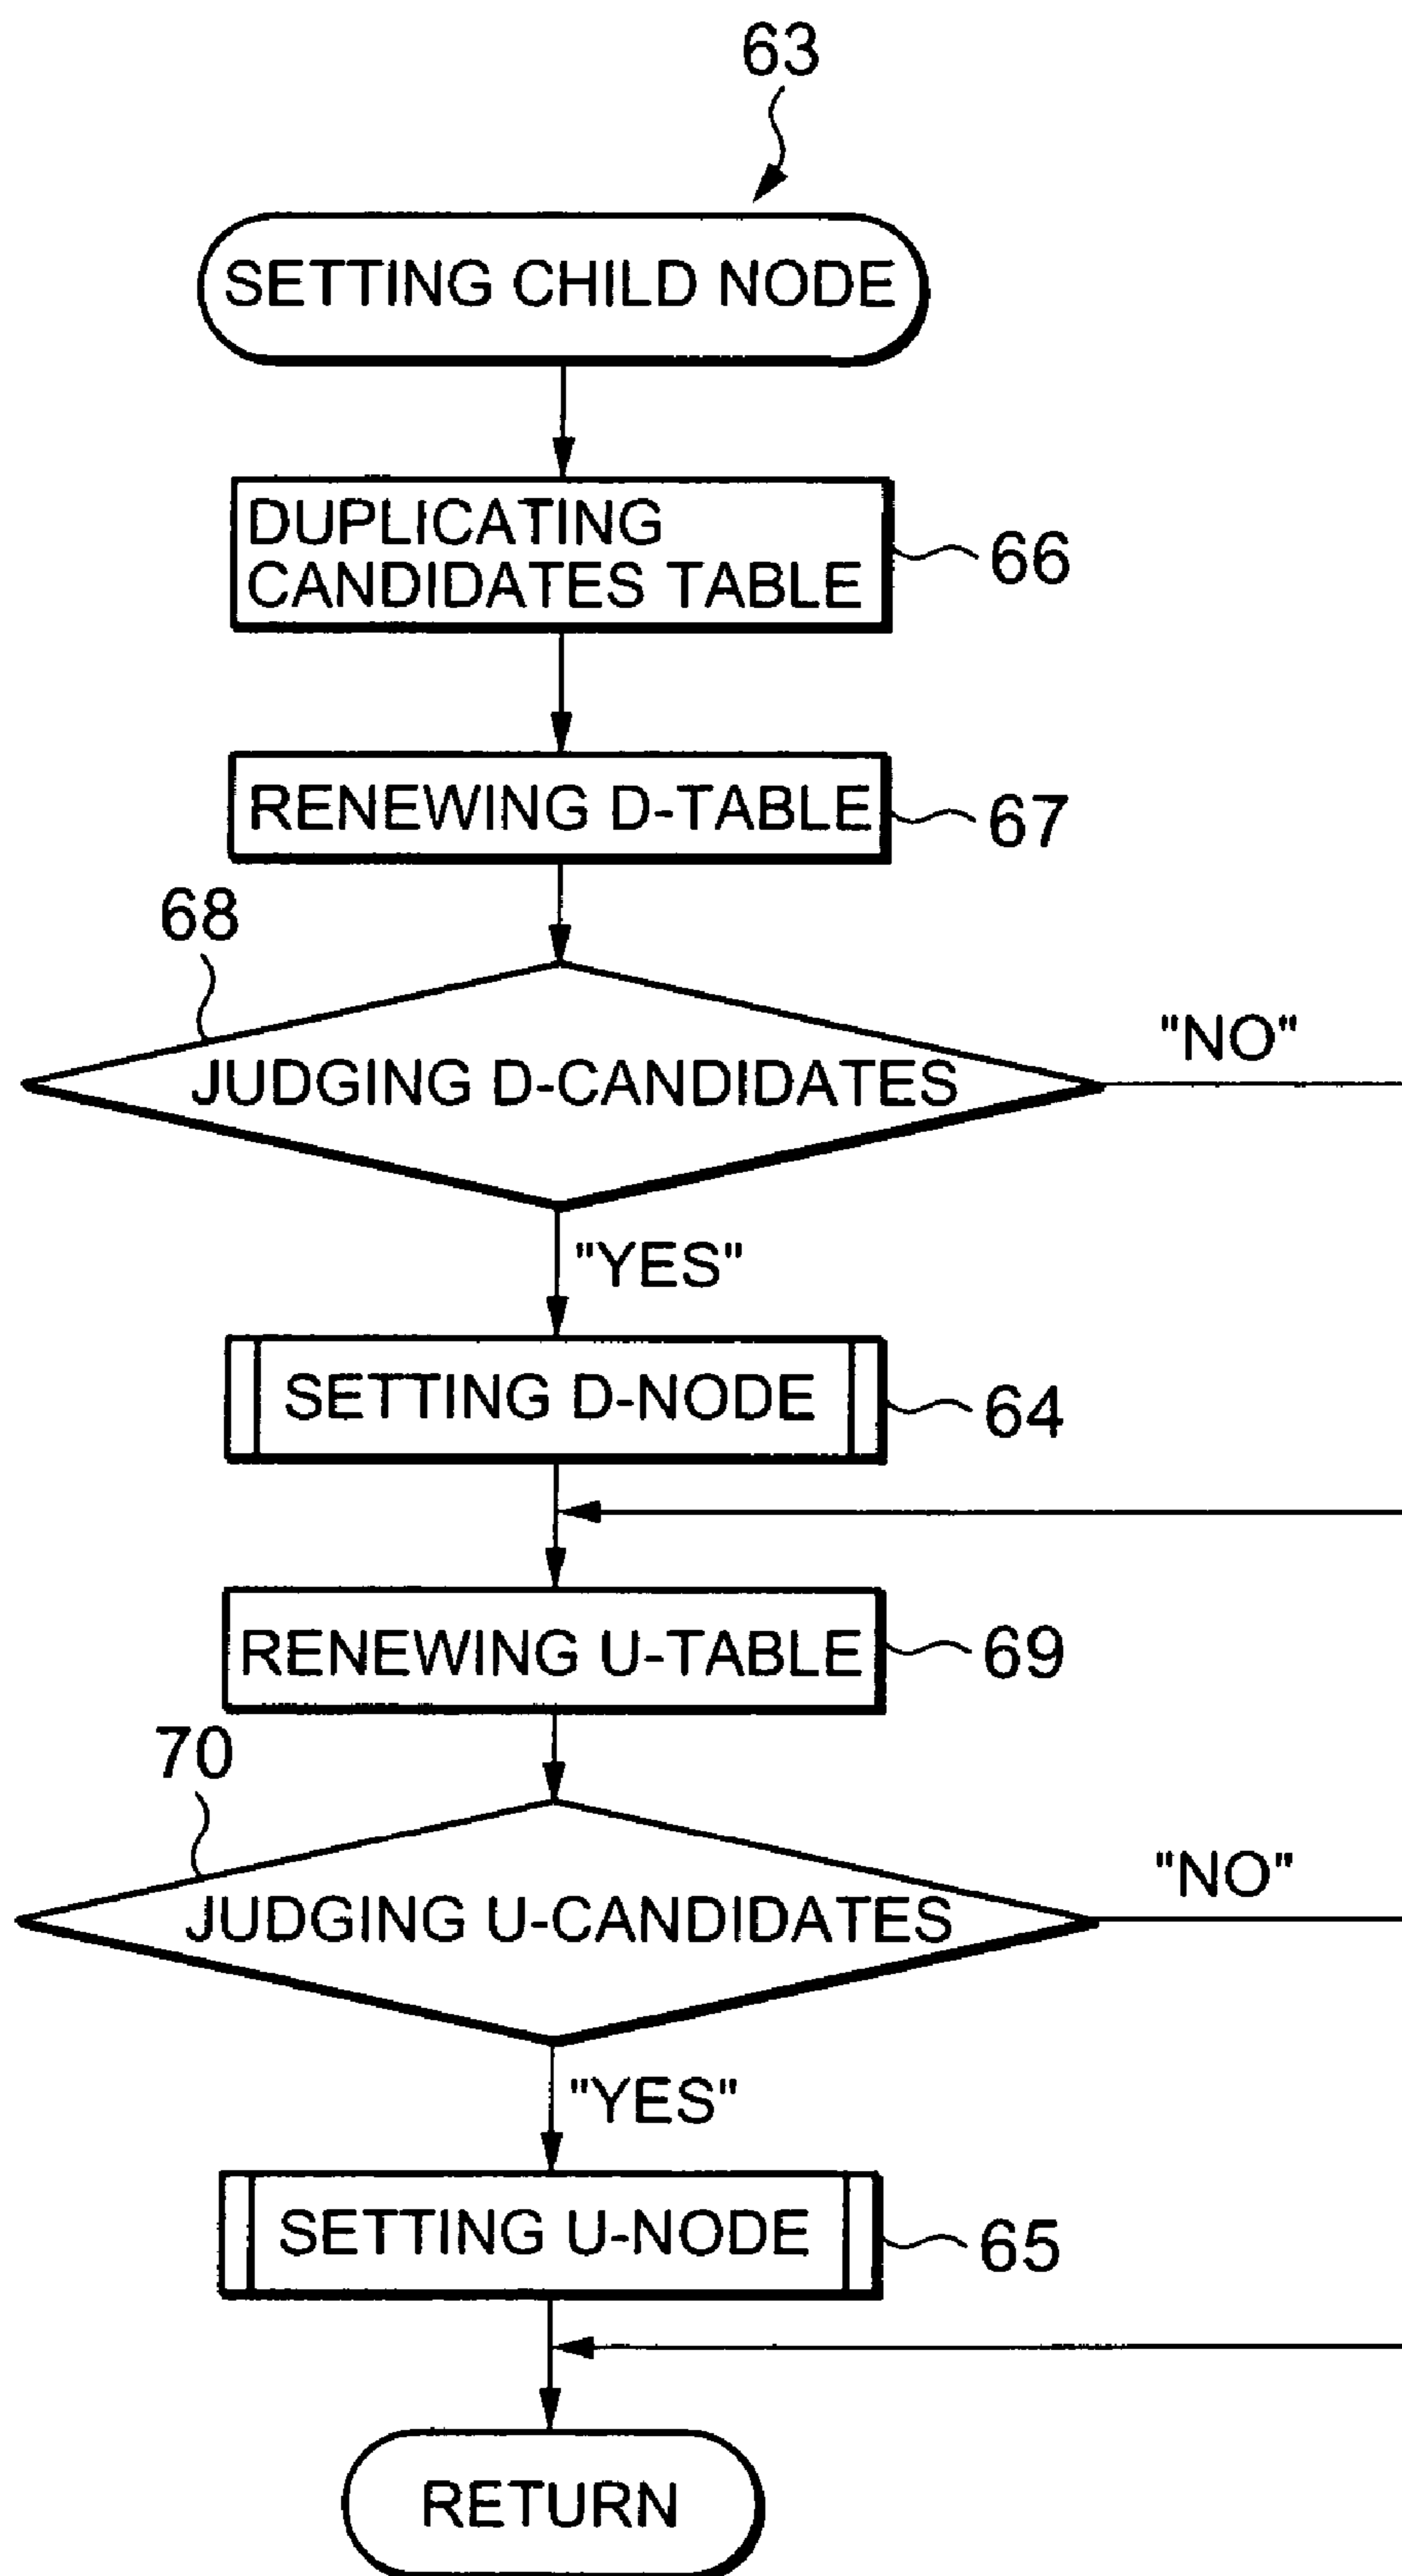 63
SETTING CHILD NODE
DUPLICATING
CANDIDATES TABLE
66
RENEWING D-TABLE
67
68
JUDGING D-CANDIDATES
"NO"
"YES"
SETTING D-NODE
64
RENEWING U-TABLE
69
70
JUDGING U-CANDIDATES
"NO"
"YES"
SETTING U-NODE
65
RETURN